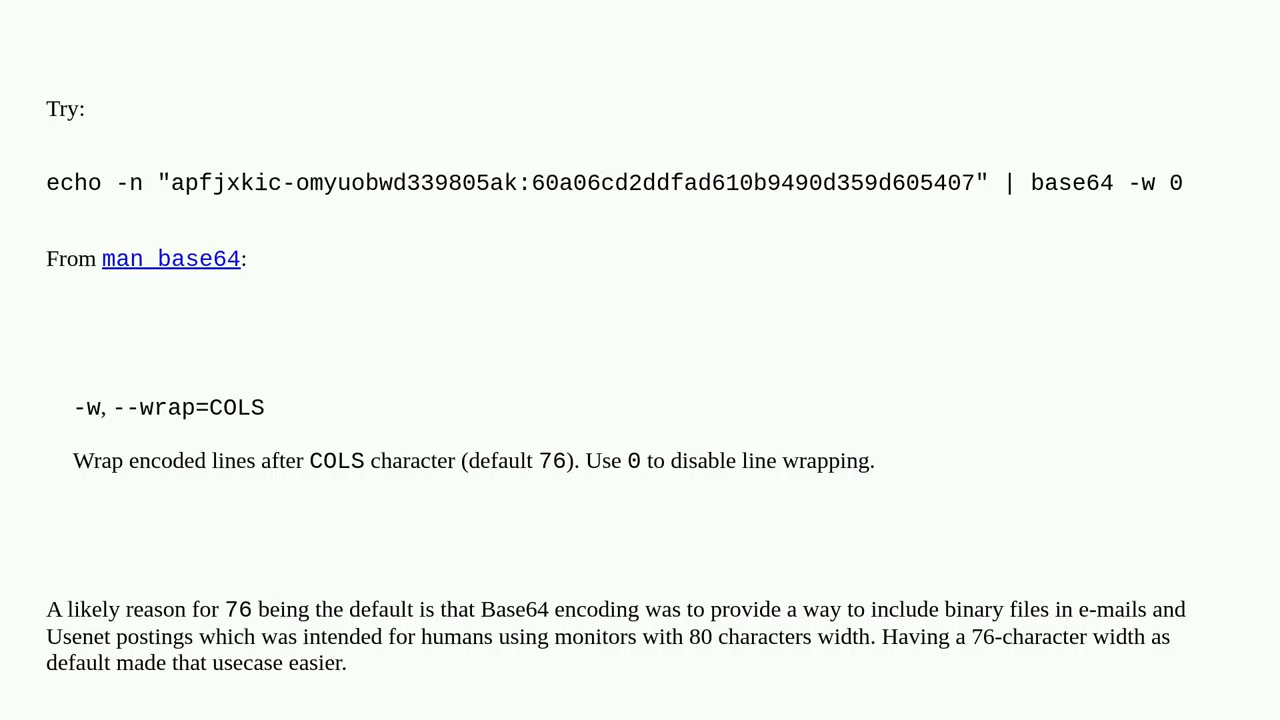 Try:
echo -n "apfjxkic-omyuobwd339805ak:60a06cd2ddfad610b9490d359d605407" | base64 -w 0
From man base64:
-w, --wrap=COLS
Wrap encoded lines after COLS character (default 76). Use 0 to disable line wrapping.
A likely reason for 76 being the default is that Base64 encoding was to provide a way to include binary files in e-mails and
Usenet postings which was intended for humans using monitors with 80 characters width. Having a 76-character width as
default made that usecase easier.